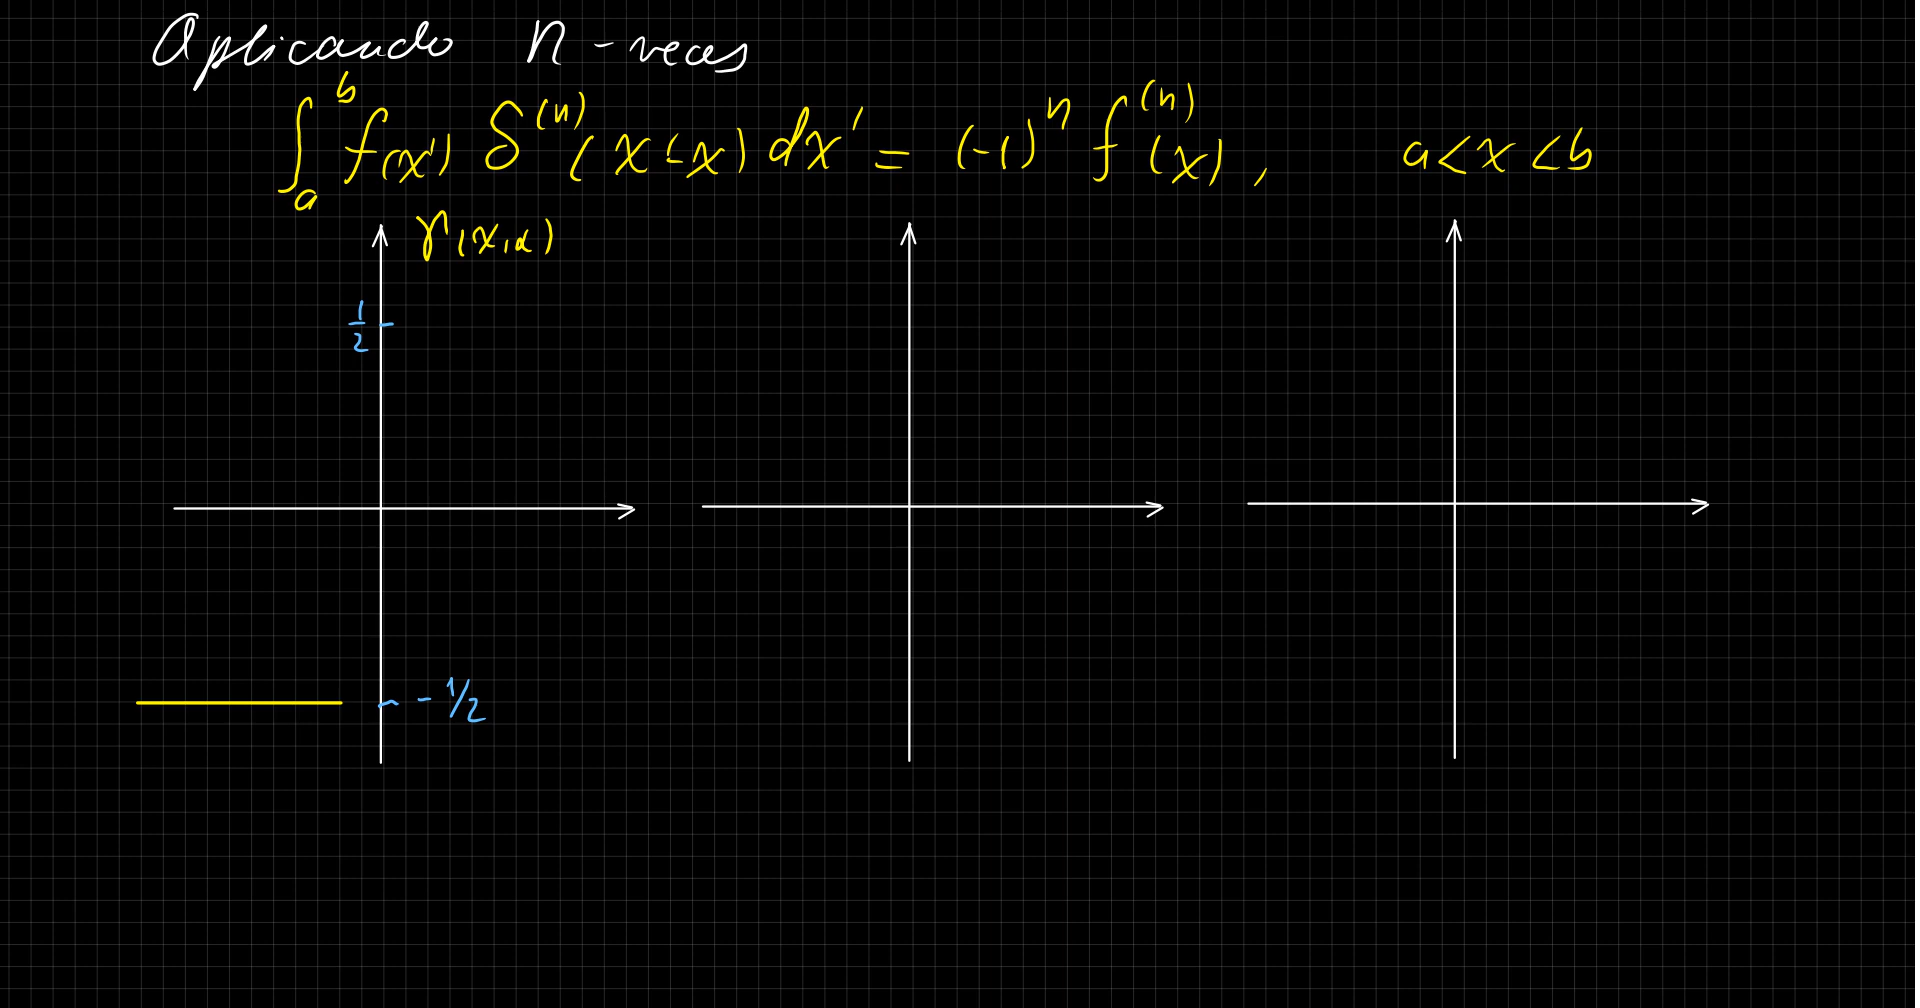 Aplicando n-veces
∫_a^b f(x') δ^(n)(x'-x) dx' = (-1)^n f^(n)(x), a<x<b
γ(x,α)
1/2
-1/2